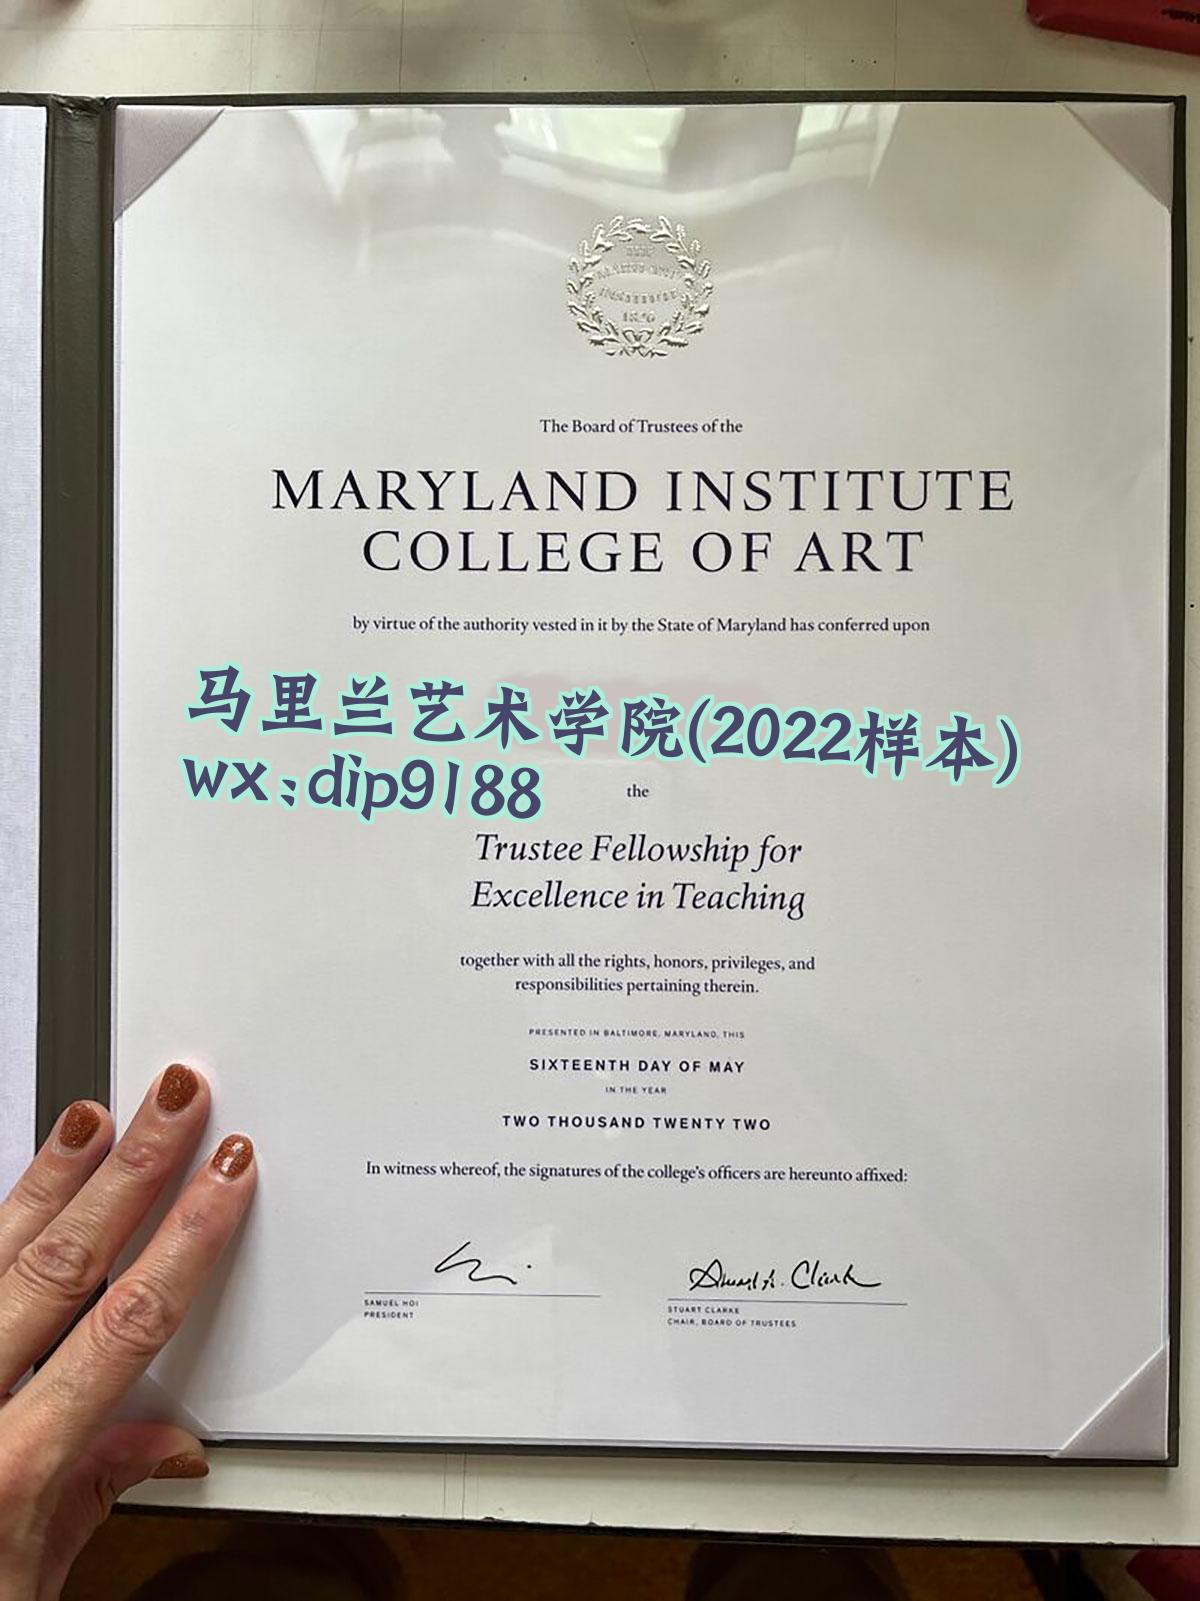 THE
MARYLAND
INSTITUTE
1826
The Board of Trustees of the
MARYLAND INSTITUTE
COLLEGE OF ART
by virtue of the authority vested in it by the State of Maryland has conferred upon
马里兰艺术学院(2022样本)
wx:dip9188
the
Trustee Fellowship for
Excellence in Teaching
together with all the rights, honors, privileges, and
responsibilities pertaining therein.
PRESENTED IN BALTIMORE, MARYLAND, THIS
SIXTEENTH DAY OF MAY
IN THE YEAR
TWO THOUSAND TWENTY TWO
In witness whereof, the signatures of the college's officers are hereunto affixed:
SAMUEL HOI
PRESIDENT
STUART CLARKE
CHAIR, BOARD OF TRUSTEES